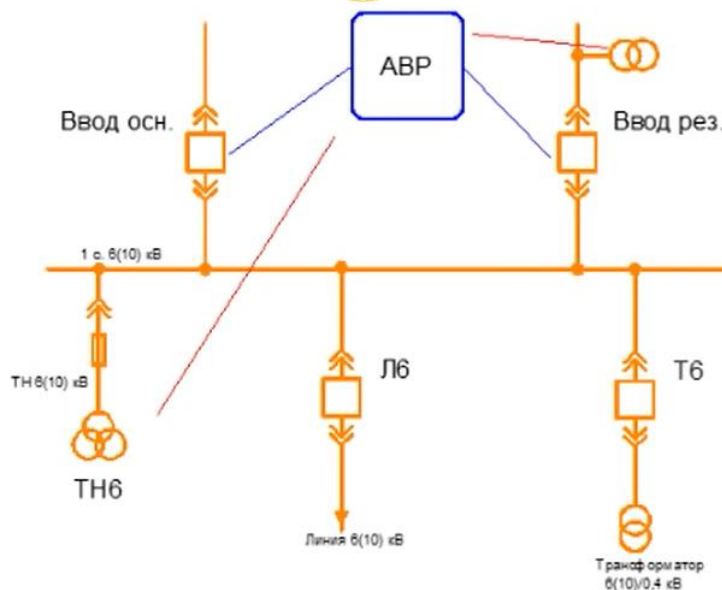 АВР
Ввод осн.
Ввод рез.
1 с. 6(10) кВ
ТН 6(10) кВ
Л6
Т6
ТН6
Линия 6(10) кВ
Трансформатор
6(10)/0,4 кВ